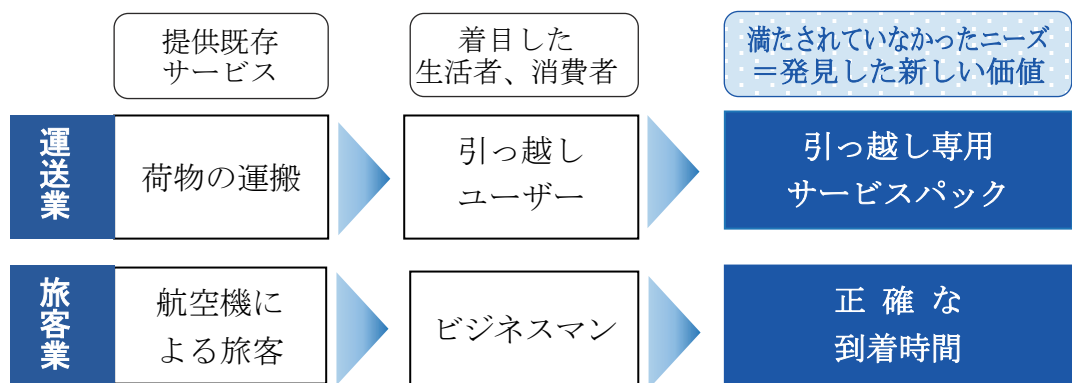 提供既存
サービス
着目した
生活者、消費者
満たされていなかったニーズ
＝発見した新しい価値
運送業
荷物の運搬
引っ越し
ユーザー
引っ越し専用
サービスパック
旅客業
航空機に
よる旅客
ビジネスマン
正確な
到着時間